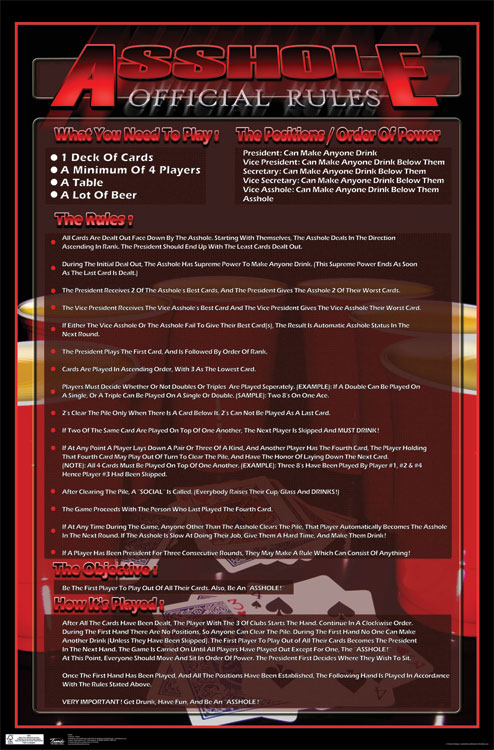 ASSHOLE
OFFICIAL RULES
What You Need To Play :
1 Deck Of Cards
A Minimum Of 4 Players
A Table
A Lot Of Beer
The Positions / Order Of Power
President: Can Make Anyone Drink
Vice President: Can Make Anyone Drink Below Them
Secretary: Can Make Anyone Drink Below Them
Vice Secretary: Can Make Anyone Drink Below Them
Vice Asshole: Can Make Anyone Drink Below Them
Asshole
The Rules :
All Cards Are Dealt Out Face Down By The Asshole. Starting With Themselves, The Asshole Deals In The Direction
Ascending In Rank. The President Should End Up With The Least Cards Dealt Out.
During The Initial Deal Out, The Asshole Has Supreme Power To Make Anyone Drink. (This Supreme Power Ends As Soon
As The Last Card Is Dealt.)
The President Receives 2 Of The Asshole's Best Cards, And The President Gives The Asshole 2 Of Their Worst Cards.
The Vice President Receives The Vice Asshole's Best Card And The Vice President Gives The Vice Asshole Their Worst Card.
If Either The Vice Asshole Or The Asshole Fail To Give Their Best Card(s), The Result Is Automatic Asshole Status In The
Next Round.
The President Plays The First Card, And Is Followed By Order Of Rank.
Cards Are Played In Ascending Order, With 3 As The Lowest Card.
Players Must Decide Whether Or Not Doubles Or Triples Are Played Seperately. (EXAMPLE): If A Double Can Be Played On
A Single, Or A Triple Can Be Played On A Single Or Double. (SAMPLE): Two 8's On One Ace.
2's Clear The Pile Only When There Is A Card Below It. 2's Can Not Be Played As A Last Card.
If Two Of The Same Card Are Played On Top Of One Another, The Next Player Is Skipped And MUST DRINK!
If At Any Point A Player Lays Down A Pair Or Three Of A Kind, And Another Player Has The Fourth Card, The Player Holding
That Fourth Card May Play Out Of Turn To Clear The Pile, And Have The Honor Of Laying Down The Next Card.
(NOTE): All 4 Cards Must Be Played On Top Of One Another. (EXAMPLE): Three 8's Have Been Played By Player #1, #2 & #4
Hence Player #3 Had Been Skipped.
After Clearing The Pile, A "SOCIAL" Is Called. (Everybody Raises Their Cup/Glass And DRINKS!)
The Game Proceeds With The Person Who Last Played The Fourth Card.
If At Any Time During The Game, Anyone Other Than The Asshole Clears The Pile, That Player Automatically Becomes The Asshole
In The Next Round. If The Asshole Is Slow At Doing Their Job, Give Them A Hard Time, And Make Them Drink!
If A Player Has Been President For Three Consecutive Rounds, They May Make A Rule Which Can Consist Of Anything!
The Objective :
Be The First Player To Play Out Of All Their Cards. Also, Be An "ASSHOLE!"
How It's Played :
After All The Cards Have Been Dealt, The Player With The 3 Of Clubs Starts The Hand. Continue In A Clockwise Order.
During The First Hand There Are No Positions, So Anyone Can Clear The Pile. During The First Hand No One Can Make
Another Drink (Unless They Have Been Skipped). The First Player To Play Out Of All Their Cards Becomes The President
In The Next Hand. The Game Is Carried On Until All Players Have Played Out Except For One, The "ASSHOLE!"
At This Point, Everyone Should Move And Sit In Order Of Power. The President First Decides Where They Wish To Sit.
Once The First Hand Has Been Played, And All The Positions Have Been Established, The Following Hand Is Played In Accordance
With The Rules Stated Above.
VERY IMPORTANT! Get Drunk, Have Fun, And Be An "ASSHOLE!"
Trends